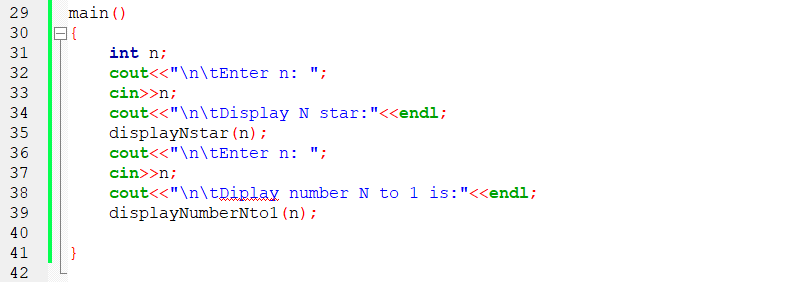 29 main()
30 {
31 int n;
32 cout<<"\n\tEnter n: ";
33 cin>>n;
34 cout<<"\n\tDisplay N star:"<<endl;
35 displayNstar(n);
36 cout<<"\n\tEnter n: ";
37 cin>>n;
38 cout<<"\n\tDiplay number N to 1 is:"<<endl;
39 displayNumberNto1(n);
40
41 }
42